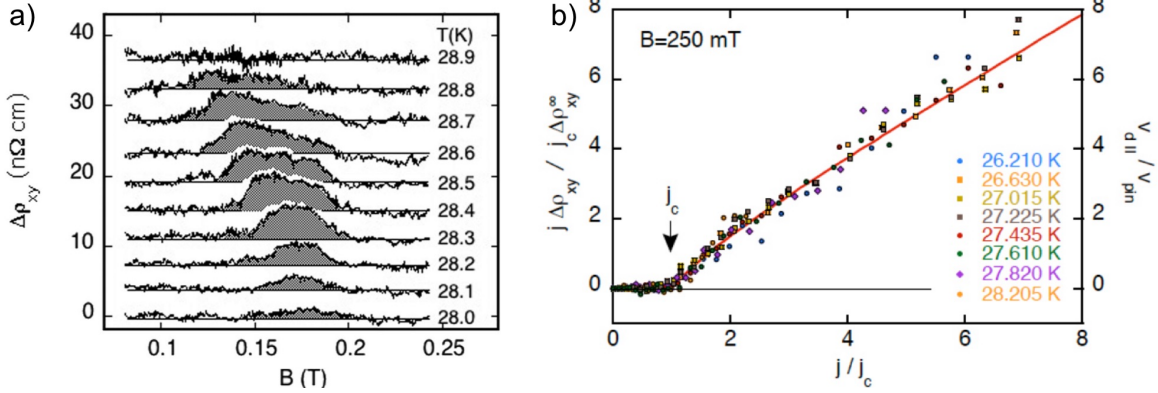 a)
Δρxy (nΩ cm)
40
30
20
10
0
T(K)
28.9
28.8
28.7
28.6
28.5
28.4
28.3
28.2
28.1
28.0
0.1 0.15 0.2 0.25
B (T)
b)
B=250 mT
j Δρxy / jc Δρ∞xy
8
6
4
2
0
jc
26.210 K
26.630 K
27.015 K
27.225 K
27.435 K
27.610 K
27.820 K
28.205 K
8
6
4
2
0
vd II / vpin
0 2 4 6 8
j / jc